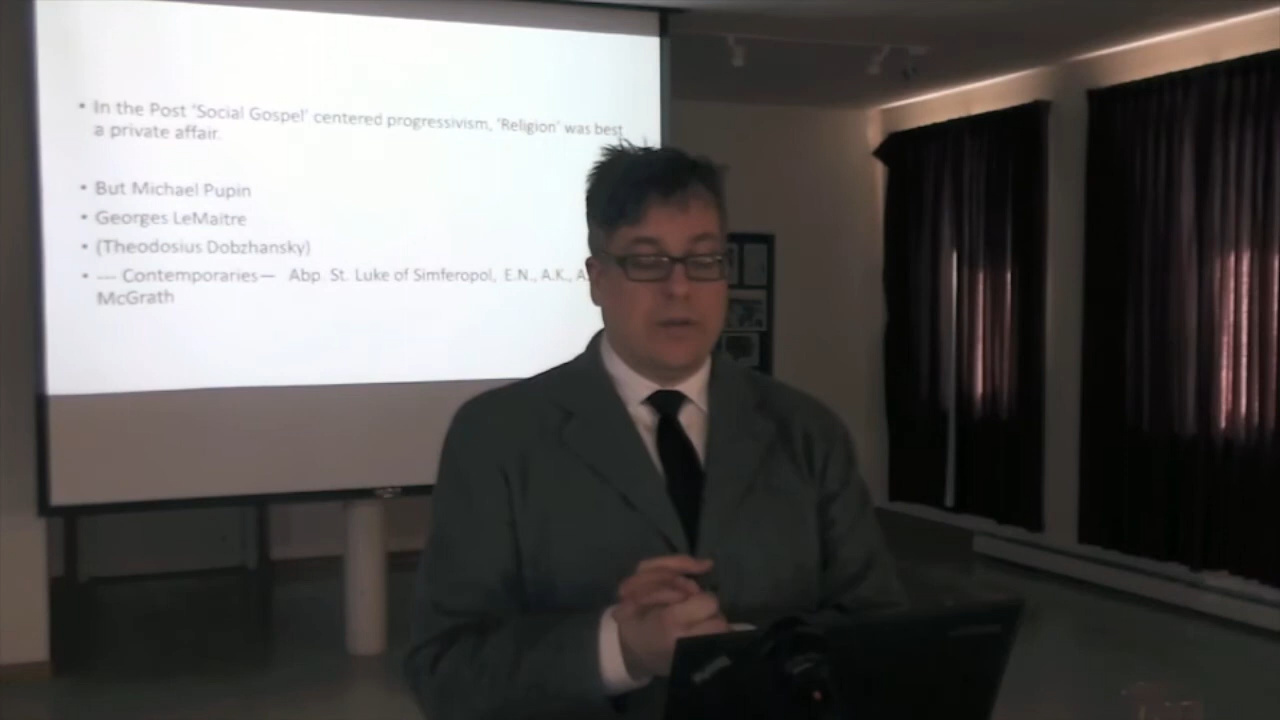 • In the Post 'Social Gospel' centered progressivism, 'Religion' was best
a private affair.
• But Michael Pupin
• Georges LeMaitre
• (Theodosius Dobzhansky)
• --- Contemporaries— Abp. St. Luke of Simferopol, E.N., A.K., A.
McGrath